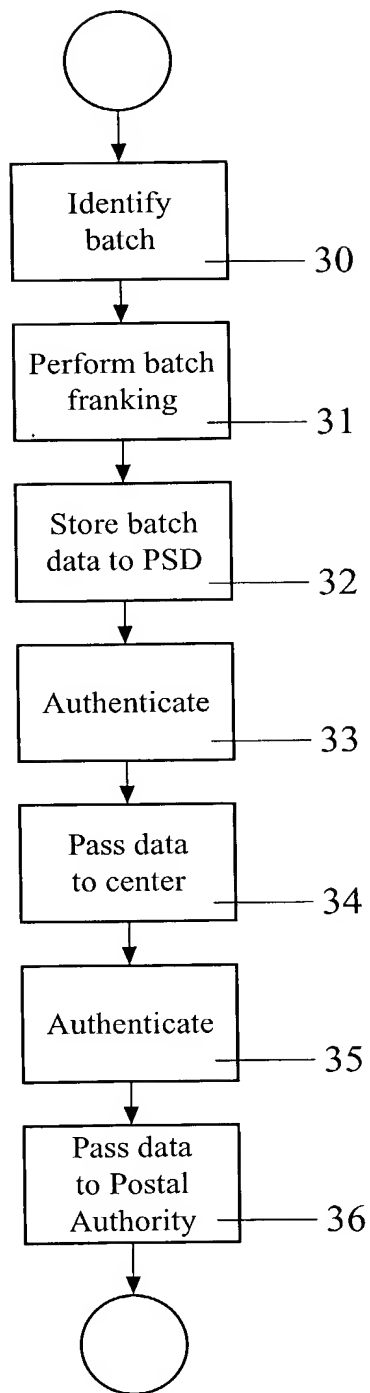 Identify
batch
30
Perform batch
franking
31
Store batch
data to PSD
32
Authenticate
33
Pass data
to center
34
Authenticate
35
Pass data
to Postal
Authority
36